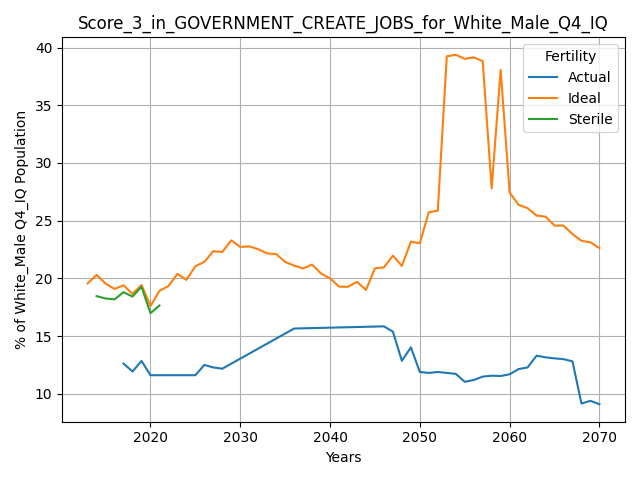 Score_3_in_GOVERNMENT_CREATE_JOBS_for_White_Male_Q4_IQ
% of White_Male Q4_IQ Population
40
35
30
25
20
15
10
Fertility
Actual
Ideal
Sterile
2020 2030 2040 2050 2060 2070
Years